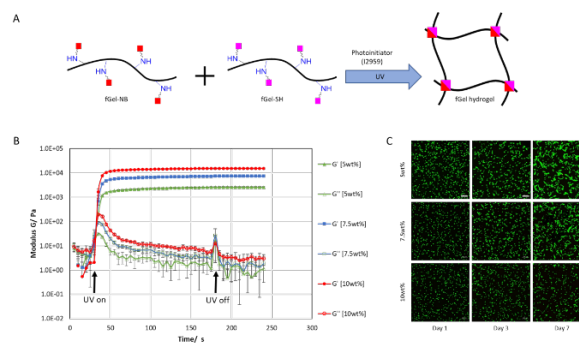 A
HN
NH
HN
NH
fGel-NB
HN
NH
HN
NH
fGel-SH
Photoinitiator
(I2959)
UV
fGel hydrogel
B
Modulus G/ Pa
1.0E+05
1.0E+04
1.0E+03
1.0E+02
1.0E+01
1.0E+00
1.0E-01
1.0E-02
UV on
UV off
0
50
100
150
200
250
300
Time/ s
G' [5wt%]
G'' [5wt%]
G' [7.5wt%]
G'' [7.5wt%]
G' [10wt%]
G'' [10wt%]
C
5wt%
7.5wt%
10wt%
Day 1
Day 3
Day 7